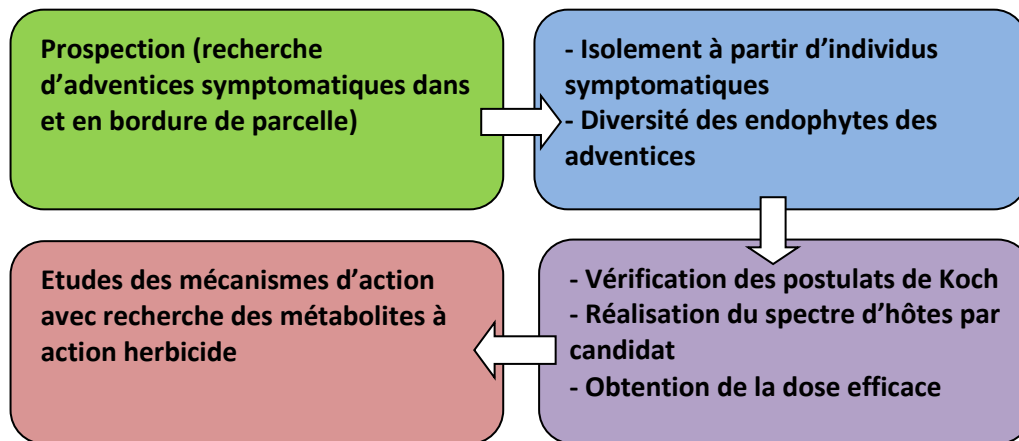 Prospection (recherche
d’adventices symptomatiques dans
et en bordure de parcelle)
- Isolement à partir d’individus
symptomatiques
- Diversité des endophytes des
adventices
- Vérification des postulats de Koch
- Réalisation du spectre d’hôtes par
candidat
- Obtention de la dose efficace
Etudes des mécanismes d’action
avec recherche des métabolites à
action herbicide